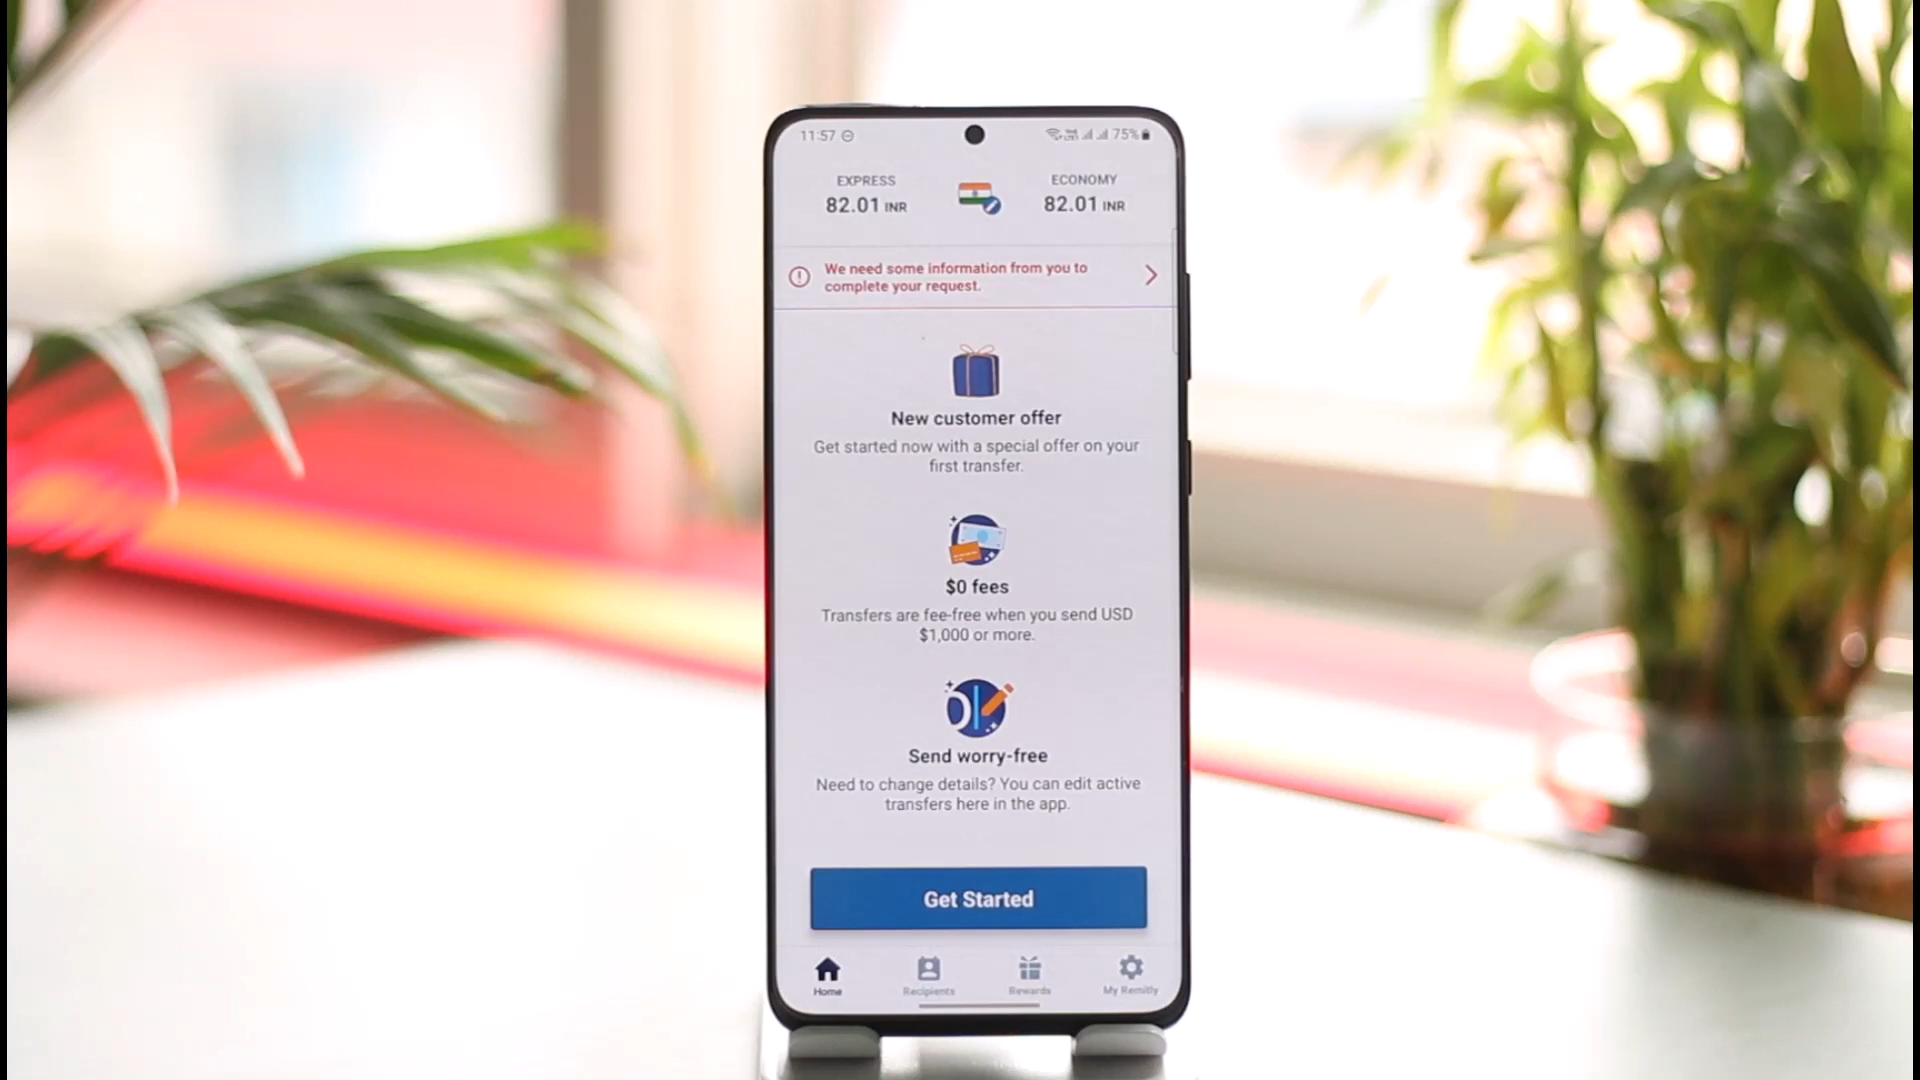 11:57
75%
EXPRESS
82.01 INR
ECONOMY
82.01 INR
We need some information from you to
complete your request.
New customer offer
Get started now with a special offer on your
first transfer.
$0 fees
Transfers are fee-free when you send USD
$1,000 or more.
Send worry-free
Need to change details? You can edit active
transfers here in the app.
Get Started
Home
Recipients
Rewards
My Remitly